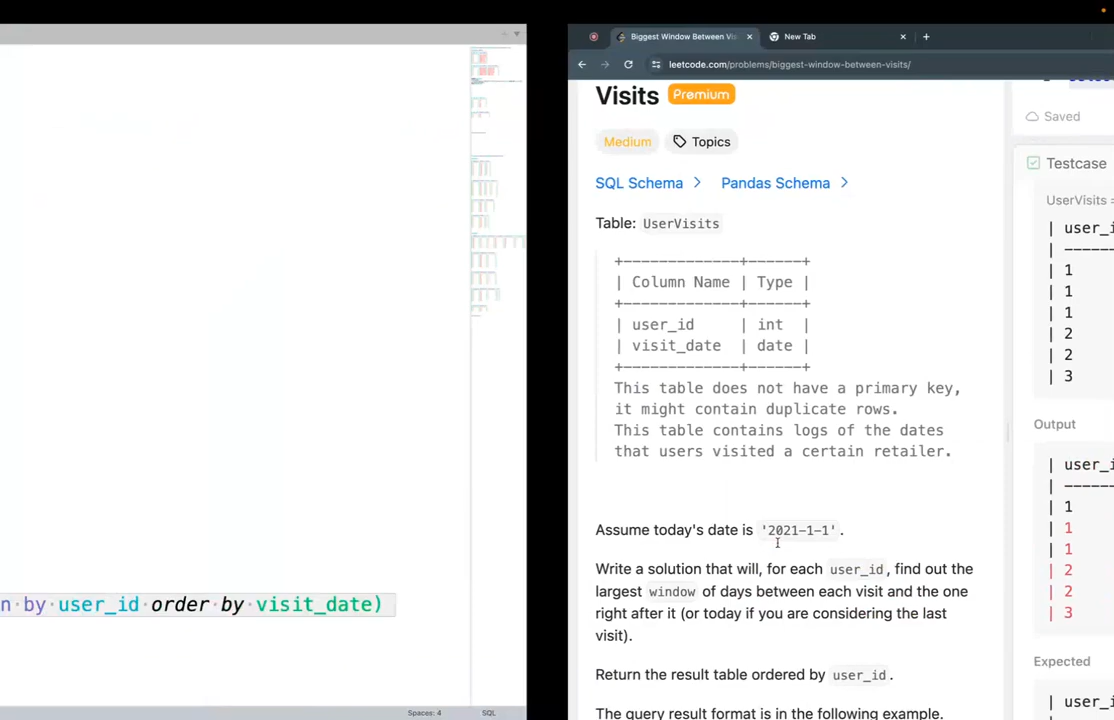 Biggest Window Between Vis
New Tab
leetcode.com/problems/biggest-window-between-visits/
Visits Premium
Medium Topics
SQL Schema > Pandas Schema >
Table: UserVisits
+-------------+------+
| Column Name | Type |
+-------------+------+
| user_id | int |
| visit_date | date |
+-------------+------+
This table does not have a primary key,
it might contain duplicate rows.
This table contains logs of the dates
that users visited a certain retailer.
Assume today's date is '2021-1-1'.
Write a solution that will, for each user_id, find out the
largest window of days between each visit and the one
right after it (or today if you are considering the last
visit).
Return the result table ordered by user_id.
The query result format is in the following example.
n by user_id order by visit_date)
Spaces: 4 SQL
Saved
Testcase
UserVisits =
| user_i
| -----
| 1
| 1
| 1
| 2
| 2
| 3
Output
| user_i
| -----
| 1
| 1
| 1
| 2
| 2
| 3
Expected
| user_i